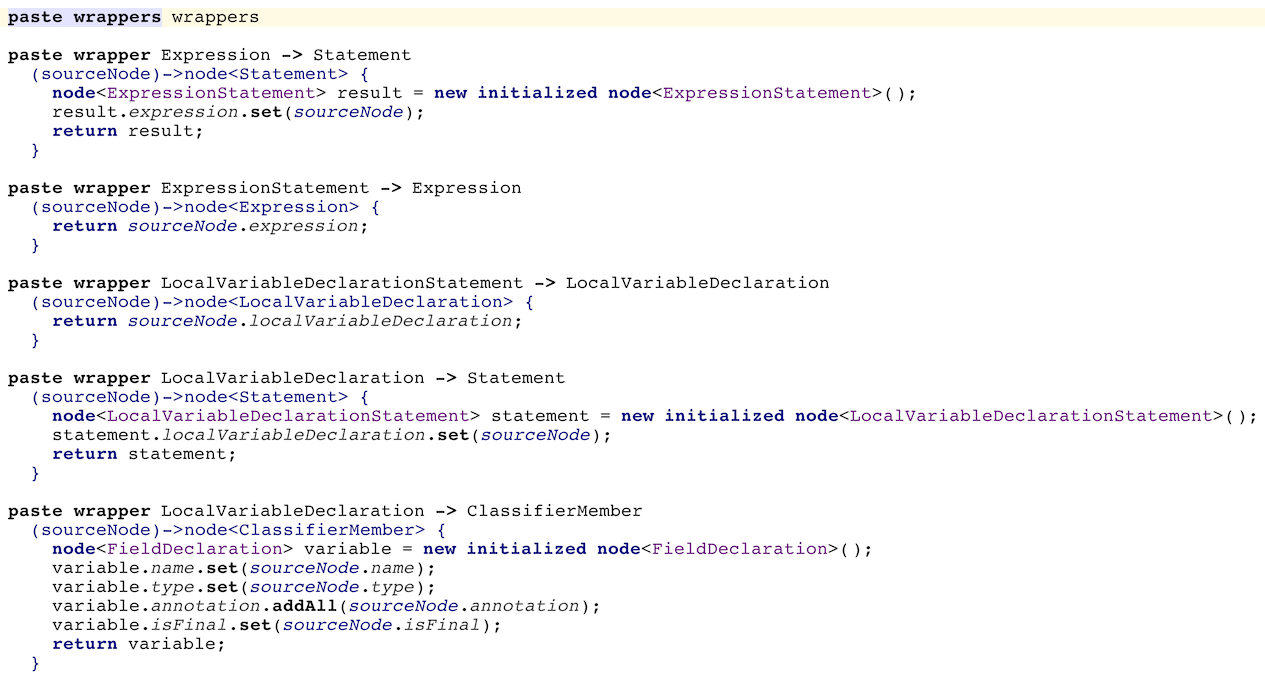 paste wrappers wrappers
paste wrapper Expression -> Statement
(sourceNode)->node<Statement> {
node<ExpressionStatement> result = new initialized node<ExpressionStatement>();
result.expression.set(sourceNode);
return result;
}
paste wrapper ExpressionStatement -> Expression
(sourceNode)->node<Expression> {
return sourceNode.expression;
}
paste wrapper LocalVariableDeclarationStatement -> LocalVariableDeclaration
(sourceNode)->node<LocalVariableDeclaration> {
return sourceNode.localVariableDeclaration;
}
paste wrapper LocalVariableDeclaration -> Statement
(sourceNode)->node<Statement> {
node<LocalVariableDeclarationStatement> statement = new initialized node<LocalVariableDeclarationStatement>();
statement.localVariableDeclaration.set(sourceNode);
return statement;
}
paste wrapper LocalVariableDeclaration -> ClassifierMember
(sourceNode)->node<ClassifierMember> {
node<FieldDeclaration> variable = new initialized node<FieldDeclaration>();
variable.name.set(sourceNode.name);
variable.type.set(sourceNode.type);
variable.annotation.addAll(sourceNode.annotation);
variable.isFinal.set(sourceNode.isFinal);
return variable;
}